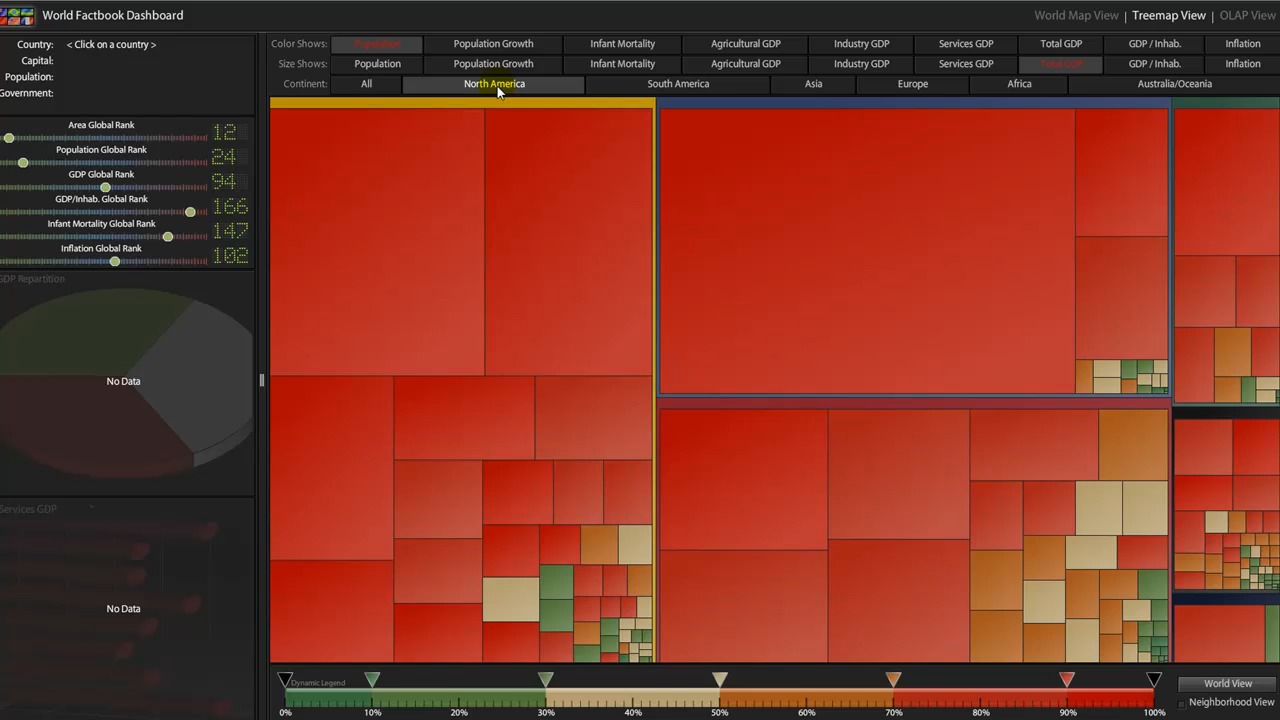 World Factbook Dashboard
World Map View Treemap View OLAP View
Country: < Click on a country >
Capital:
Population:
Government:
Color Shows: Population Population Growth Infant Mortality Agricultural GDP Industry GDP Services GDP Total GDP GDP / Inhab. Inflation
Size Shows: Population Population Growth Infant Mortality Agricultural GDP Industry GDP Services GDP Total GDP GDP / Inhab. Inflation
Continent: All North America South America Asia Europe Africa Australia/Oceania
Area Global Rank 12
Population Global Rank 24
GDP Global Rank 94
GDP/Inhab. Global Rank 166
Infant Mortality Global Rank 147
Inflation Global Rank 102
GDP Repartition
No Data
Services GDP
No Data
Dynamic Legend
0% 10% 20% 30% 40% 50% 60% 70% 80% 90% 100%
World View
Neighborhood View